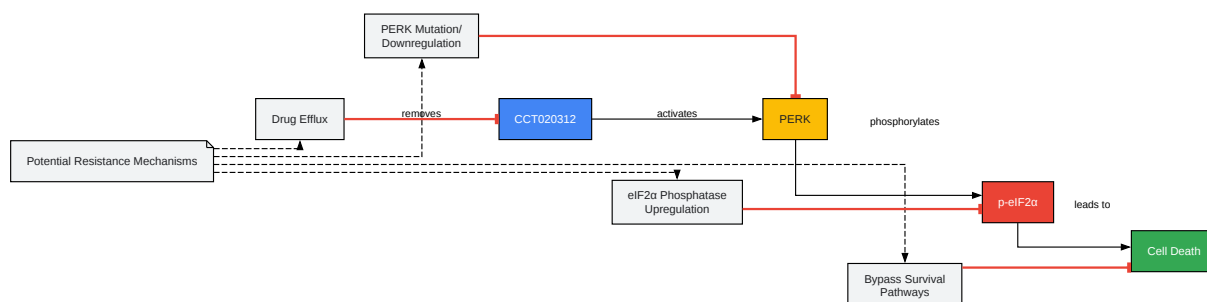 PERK Mutation/
Downregulation
Drug Efflux
removes
CCT020312
activates
PERK
phosphorylates
Potential Resistance Mechanisms
eIF2α Phosphatase
Upregulation
p-eIF2α
leads to
Cell Death
Bypass Survival
Pathways